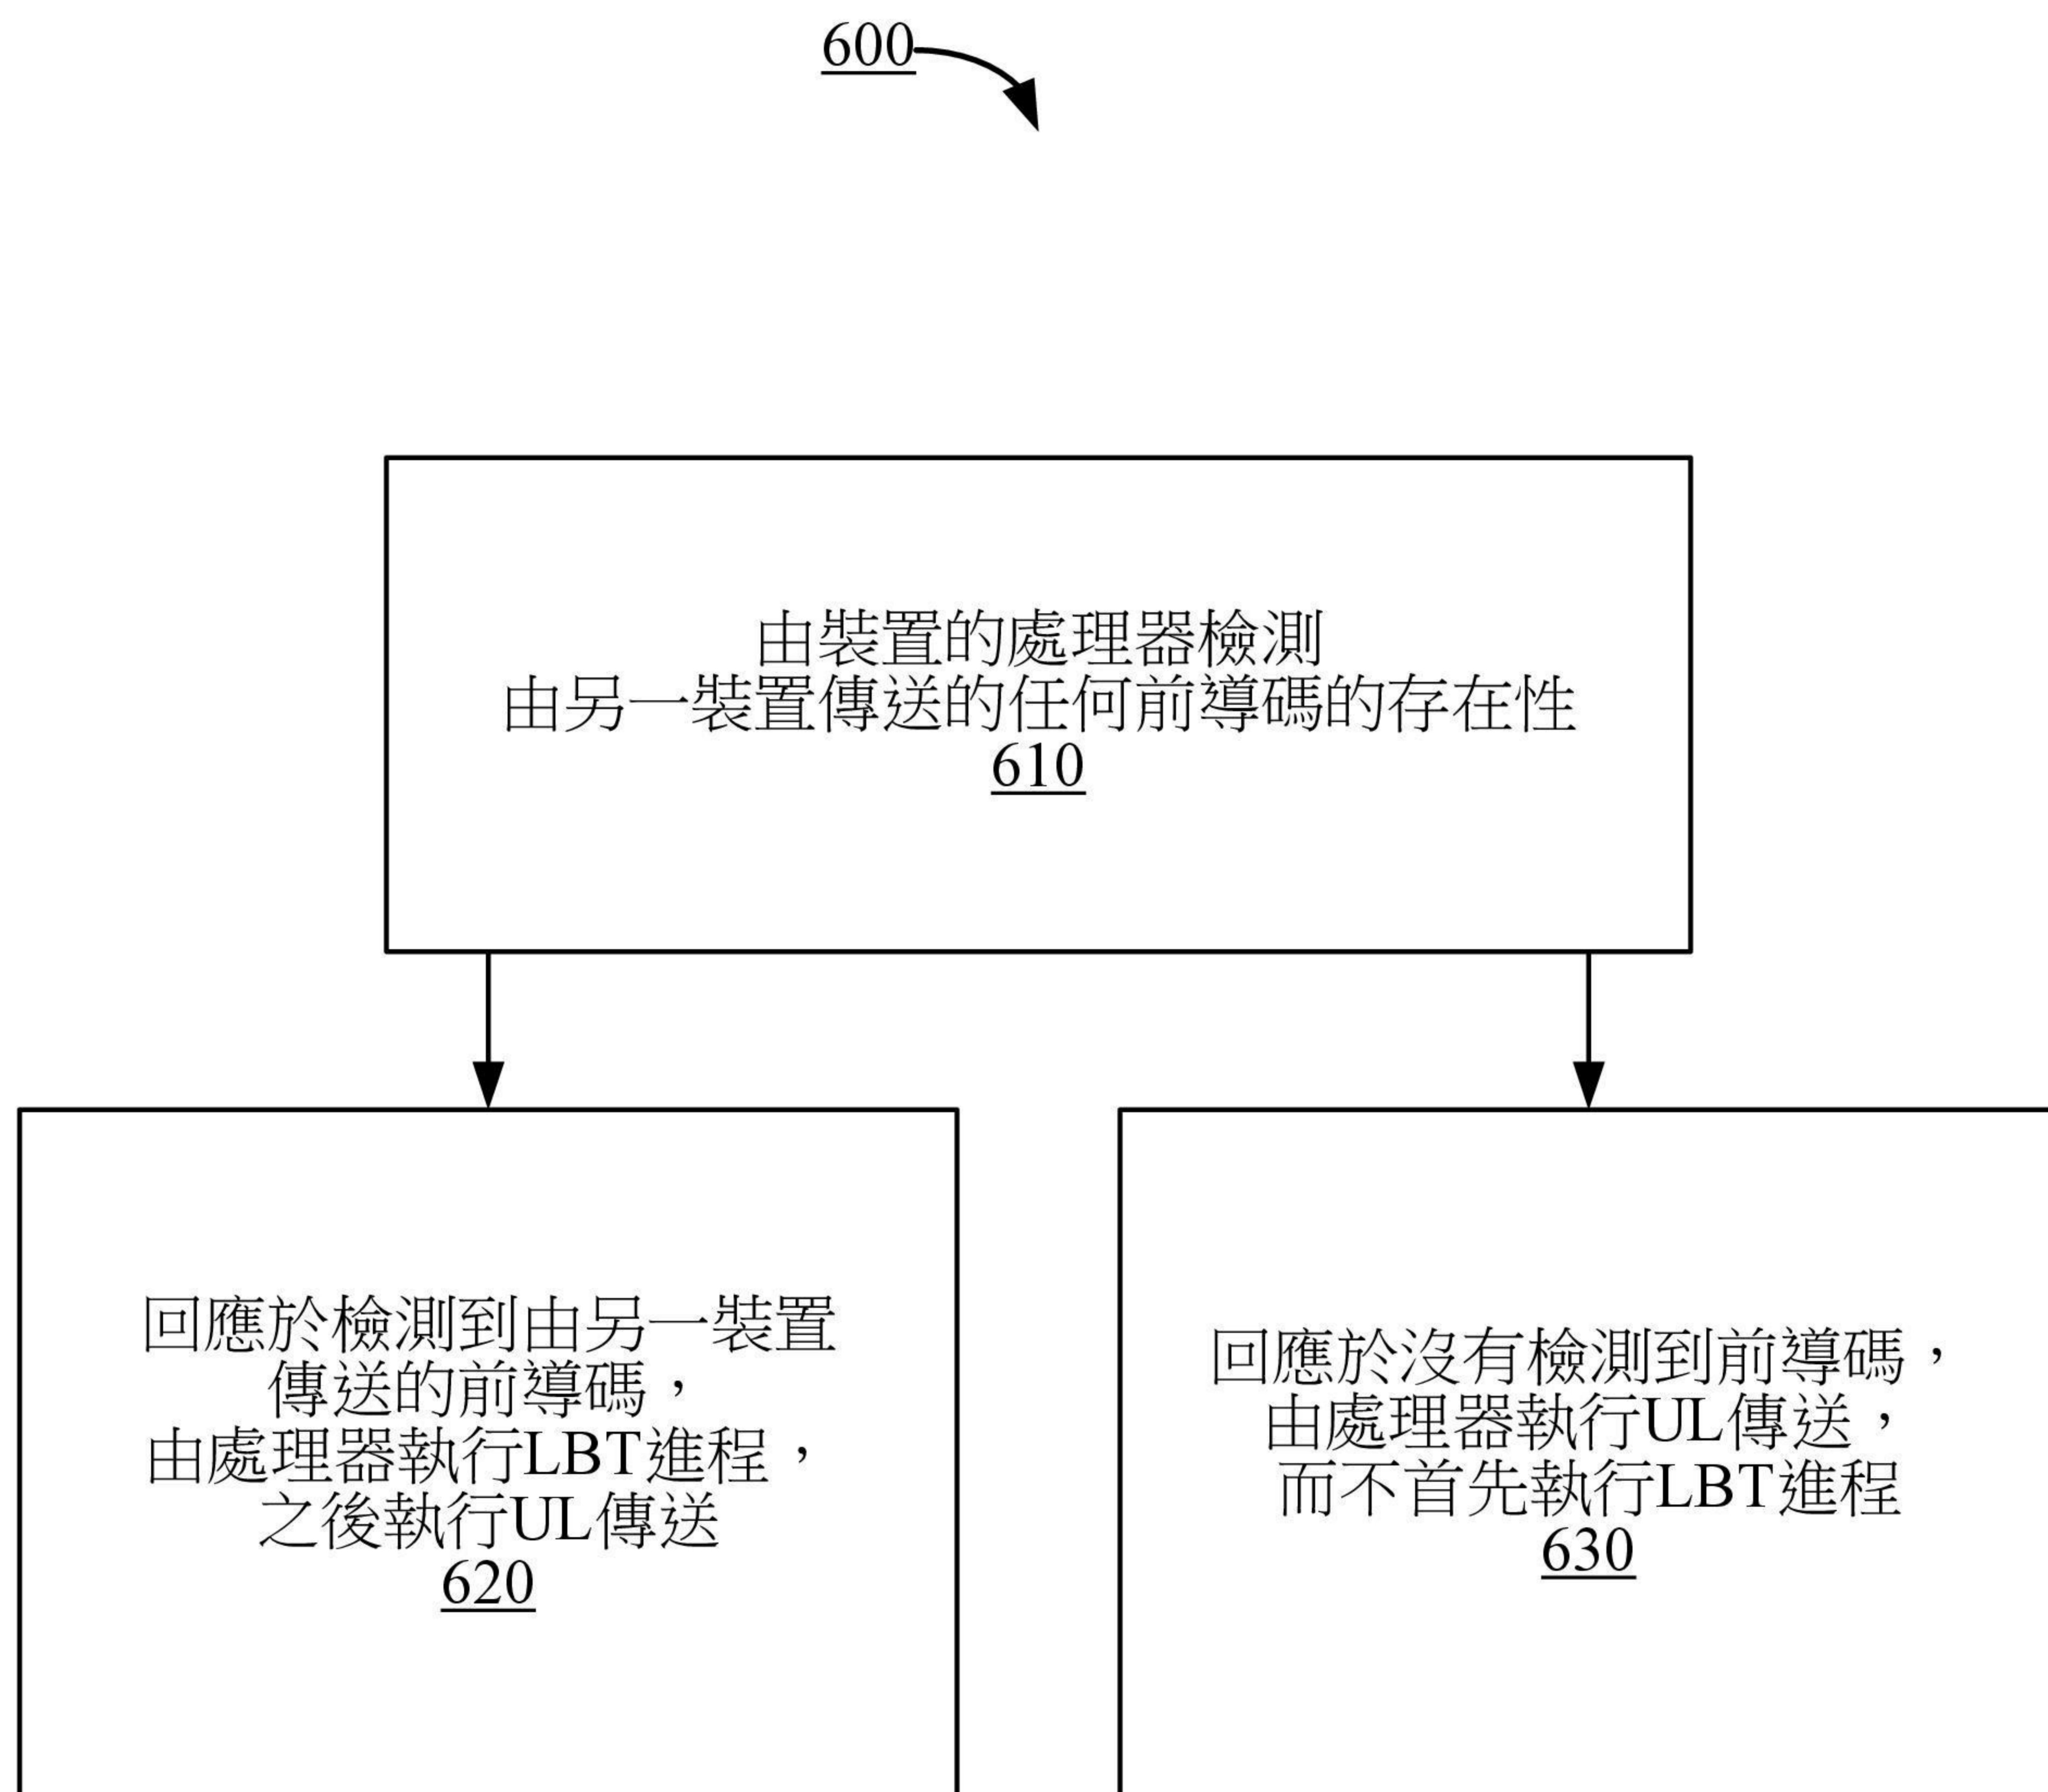 600
由裝置的處理器檢測
由另一裝置傳送的任何前導碼的存在性
610
回應於檢測到由另一裝置
傳送的前導碼，
由處理器執行LBT進程，
之後執行UL傳送
620
回應於沒有檢測到前導碼，
由處理器執行UL傳送，
而不首先執行LBT進程
630